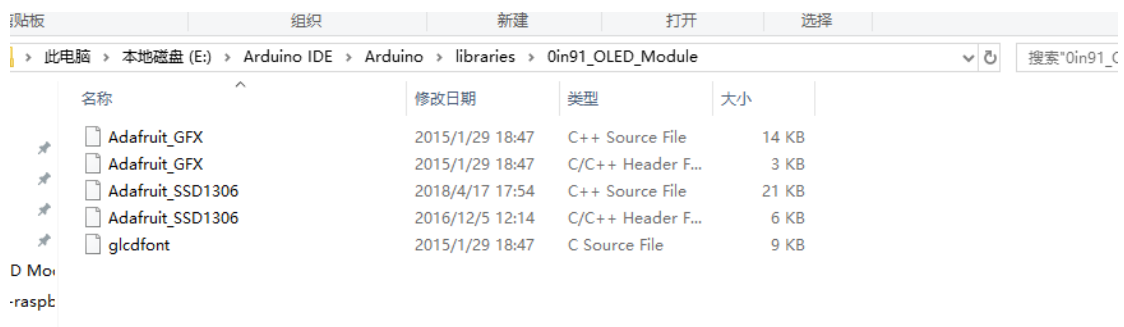 剪贴板 组织 新建 打开 选择
› 此电脑 › 本地磁盘 (E:) › Arduino IDE › Arduino › libraries › 0in91_OLED_Module 搜索"0in91_O
名称 修改日期 类型 大小
Adafruit_GFX 2015/1/29 18:47 C++ Source File 14 KB
Adafruit_GFX 2015/1/29 18:47 C/C++ Header F... 3 KB
Adafruit_SSD1306 2018/4/17 17:54 C++ Source File 21 KB
Adafruit_SSD1306 2016/12/5 12:14 C/C++ Header F... 6 KB
glcdfont 2015/1/29 18:47 C Source File 9 KB
D Mo
-raspb